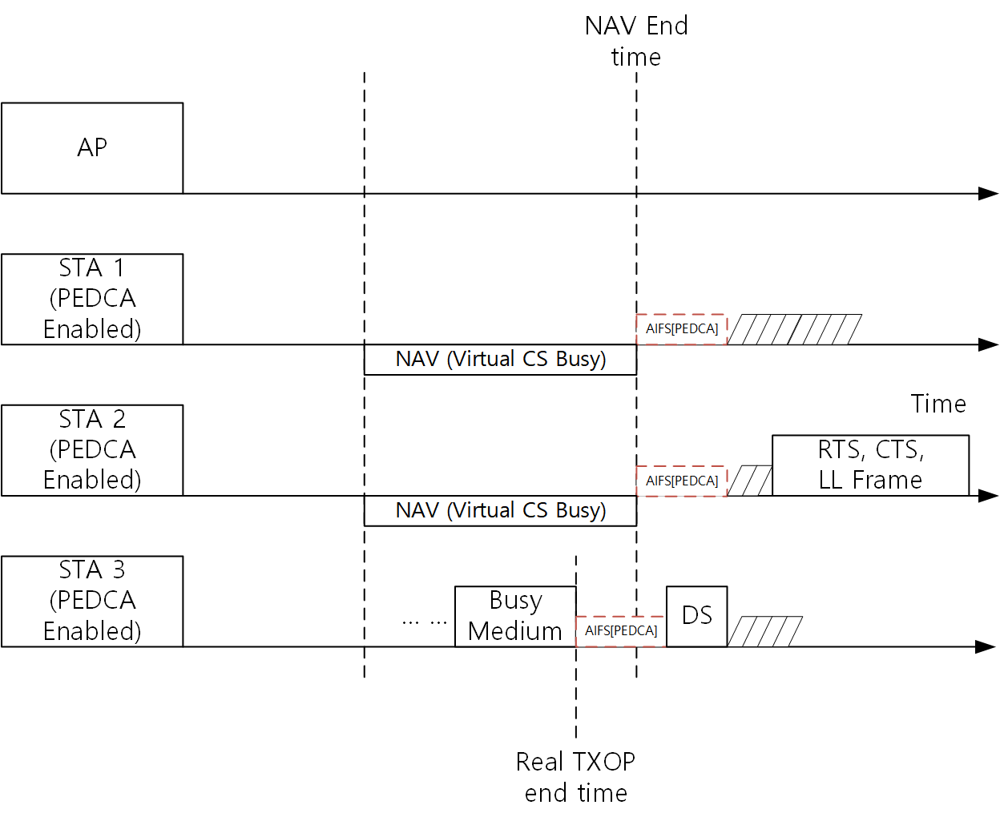 NAV End
time
AP
STA 1
(PEDCA
Enabled)
AIFS[PEDCA]
NAV (Virtual CS Busy)
Time
STA 2
(PEDCA
Enabled)
AIFS[PEDCA]
RTS, CTS,
LL Frame
NAV (Virtual CS Busy)
STA 3
(PEDCA
Enabled)
... ...
Busy
Medium
AIFS[PEDCA]
DS
Real TXOP
end time